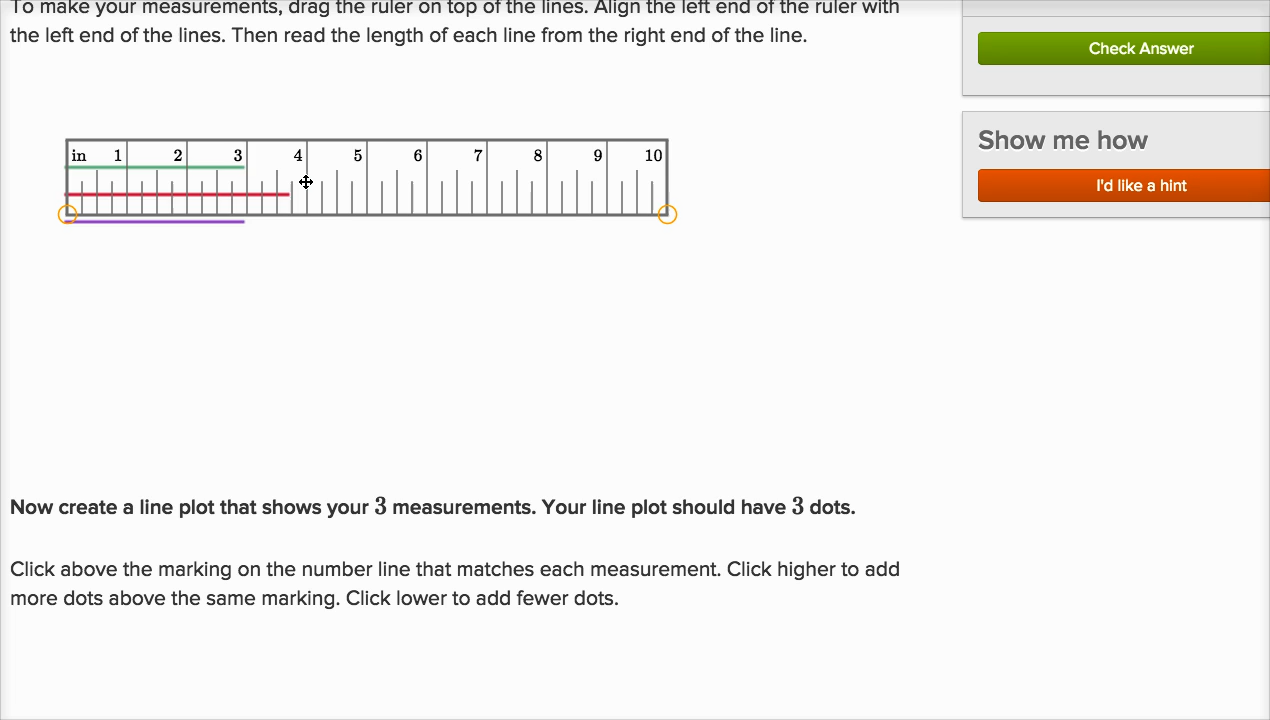 To make your measurements, drag the ruler on top of the lines. Align the left end of the ruler with
the left end of the lines. Then read the length of each line from the right end of the line.
Check Answer
Show me how
I'd like a hint
in 1 2 3 4 5 6 7 8 9 10
Now create a line plot that shows your 3 measurements. Your line plot should have 3 dots.
Click above the marking on the number line that matches each measurement. Click higher to add
more dots above the same marking. Click lower to add fewer dots.